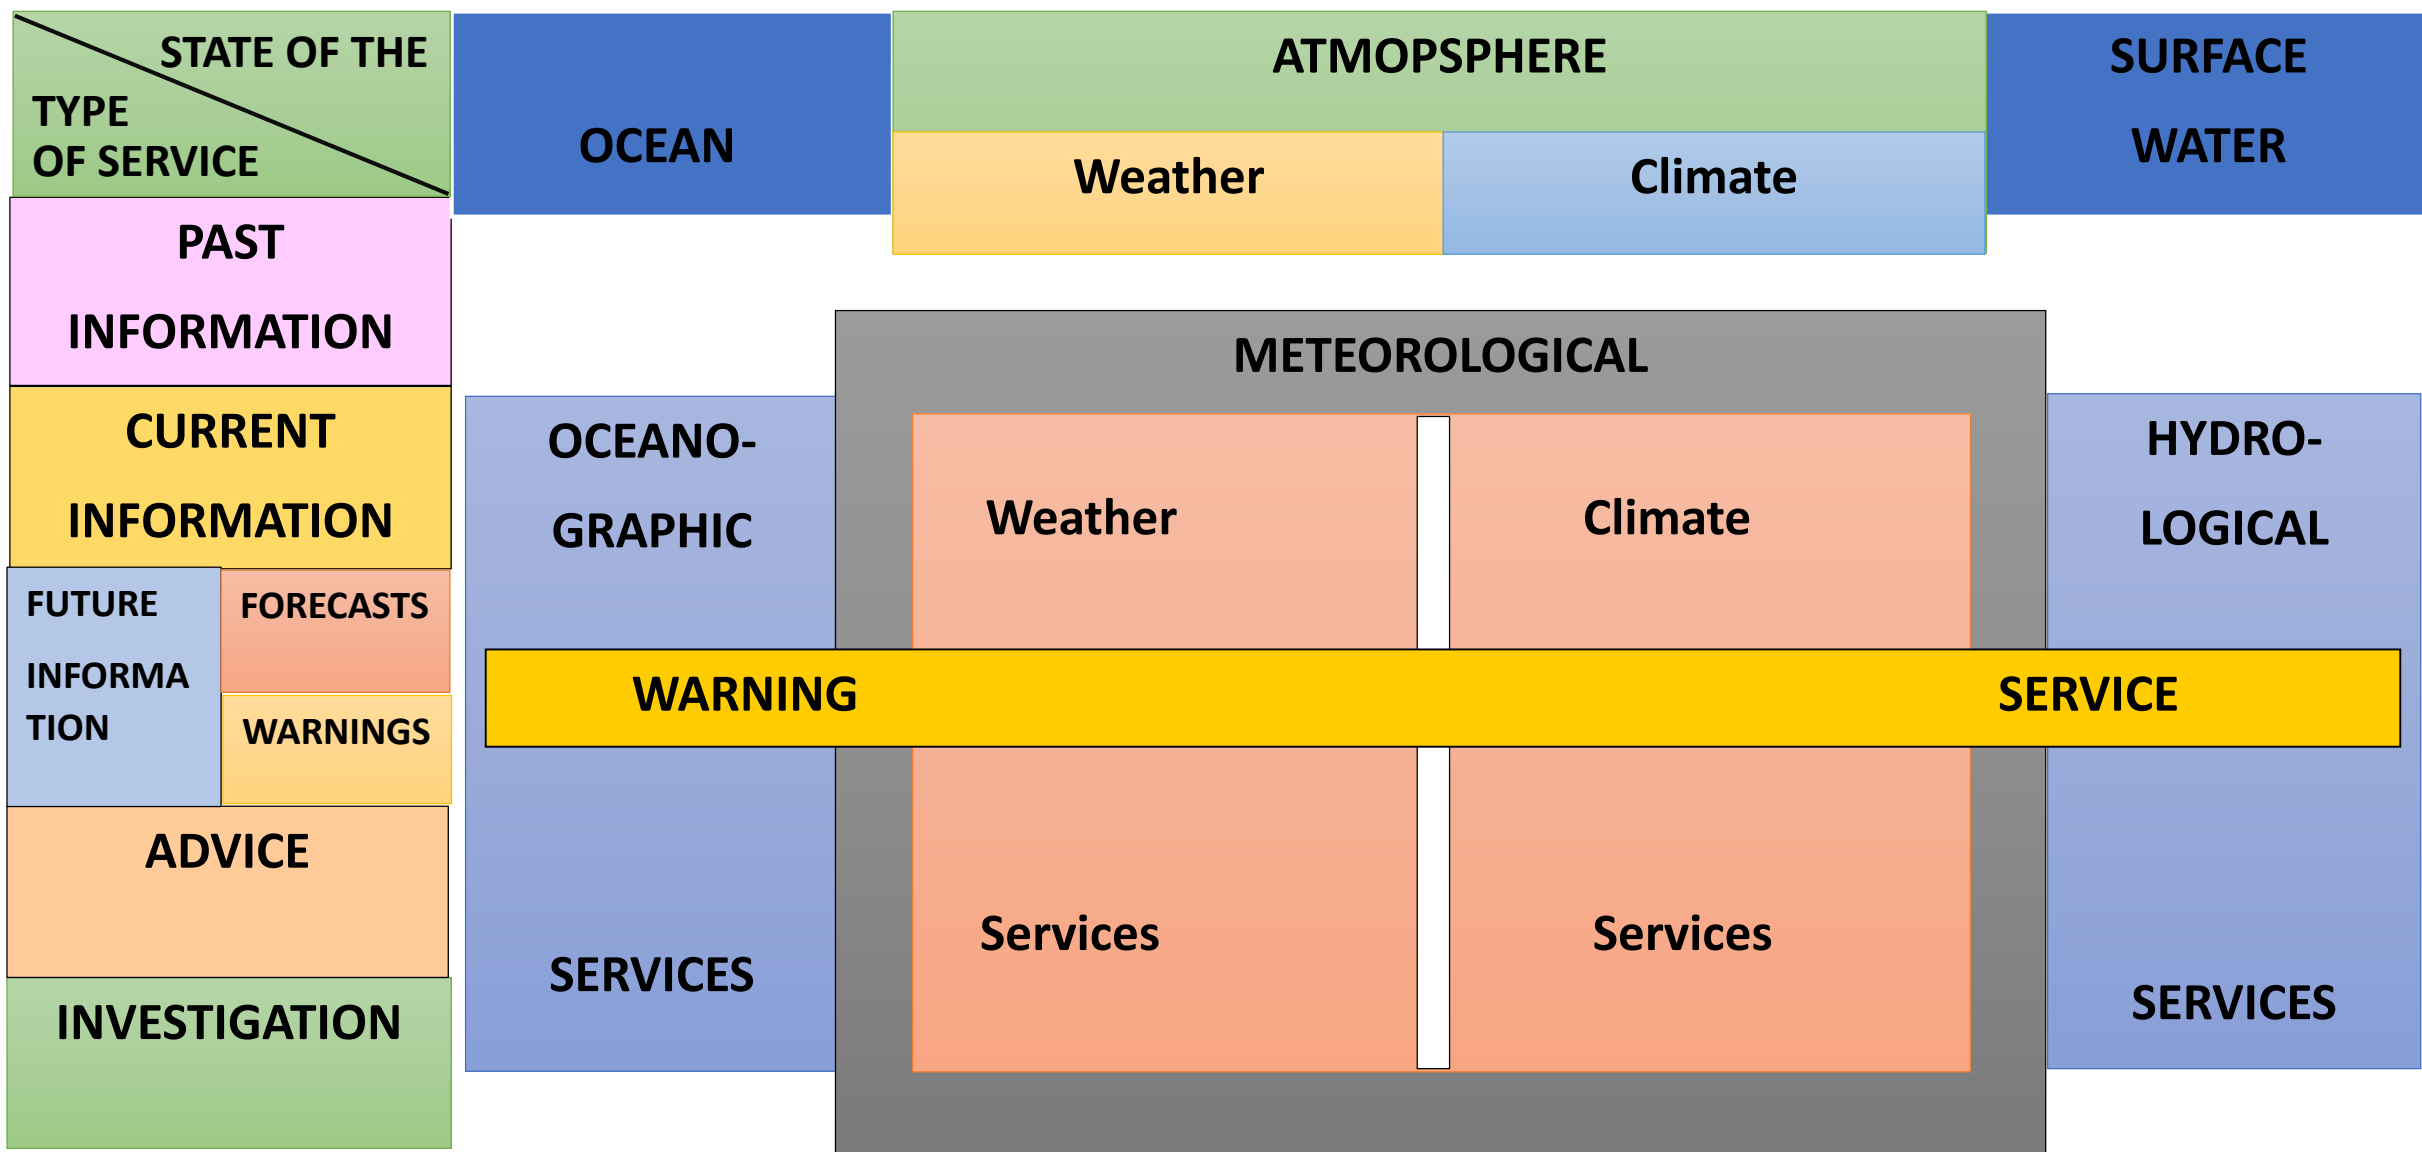 STATE OF THE
TYPE
OF SERVICE
OCEAN
ATMOPSPHERE
Weather
Climate
SURFACE
WATER
PAST
INFORMATION
CURRENT
INFORMATION
FUTURE
INFORMA
TION
FORECASTS
WARNINGS
ADVICE
INVESTIGATION
METEOROLOGICAL
OCEANO-
GRAPHIC
Weather
Climate
HYDRO-
LOGICAL
WARNING SERVICE
SERVICES
Services
Services
SERVICES